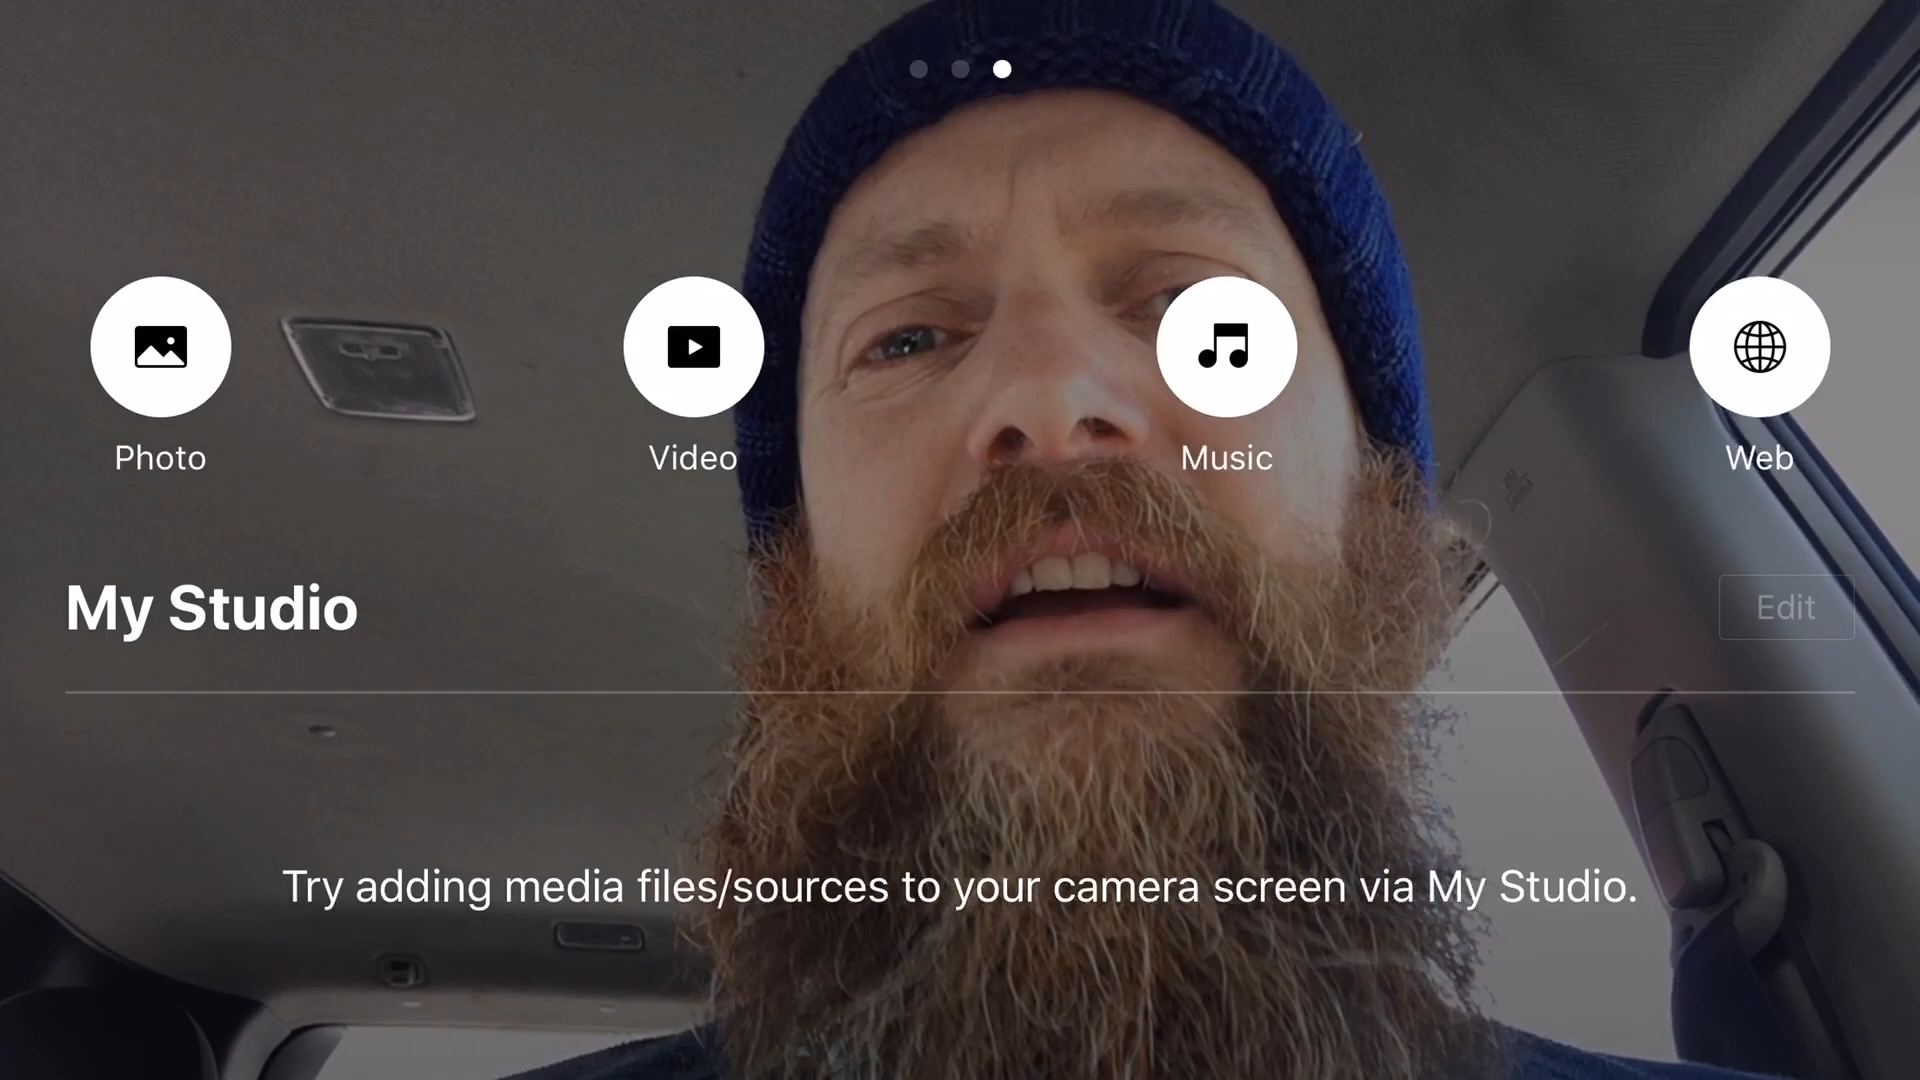 Photo
Video
Music
Web
My Studio
Edit
Try adding media files/sources to your camera screen via My Studio.